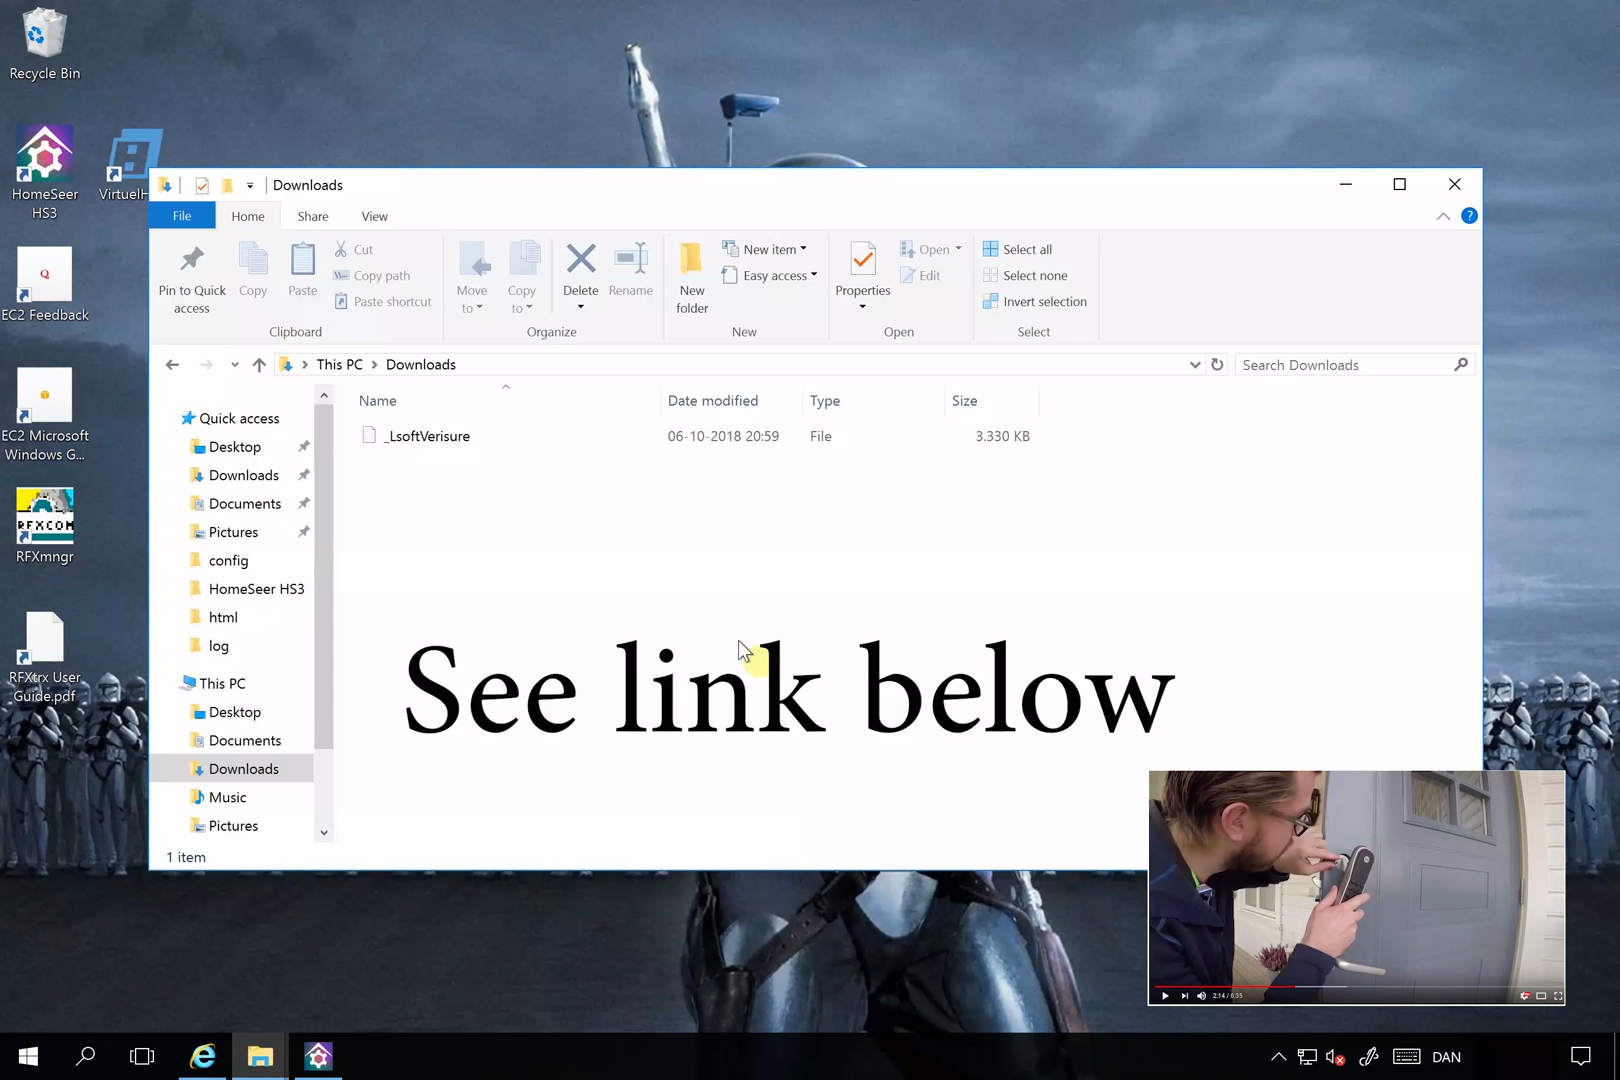 Recycle Bin
HomeSeer
HS3
VirtuelH
EC2 Feedback
EC2 Microsoft
Windows G...
RFXCOM
RFXmngr
RFXtrx User
Guide.pdf
Downloads
File
Home
Share
View
Pin to Quick
access
Copy
Paste
Cut
Copy path
Paste shortcut
Clipboard
Move
to
Copy
to
Delete
Rename
Organize
New
folder
New item
Easy access
New
Properties
Open
Edit
Open
Select all
Select none
Invert selection
Select
This PC
Downloads
Search Downloads
Name
Date modified
Type
Size
_LsoftVerisure
06-10-2018 20:59
File
3.330 KB
Quick access
Desktop
Downloads
Documents
Pictures
config
HomeSeer HS3
html
log
This PC
Desktop
Documents
Downloads
Music
Pictures
1 item
See link below
2:14 / 6:35
DAN